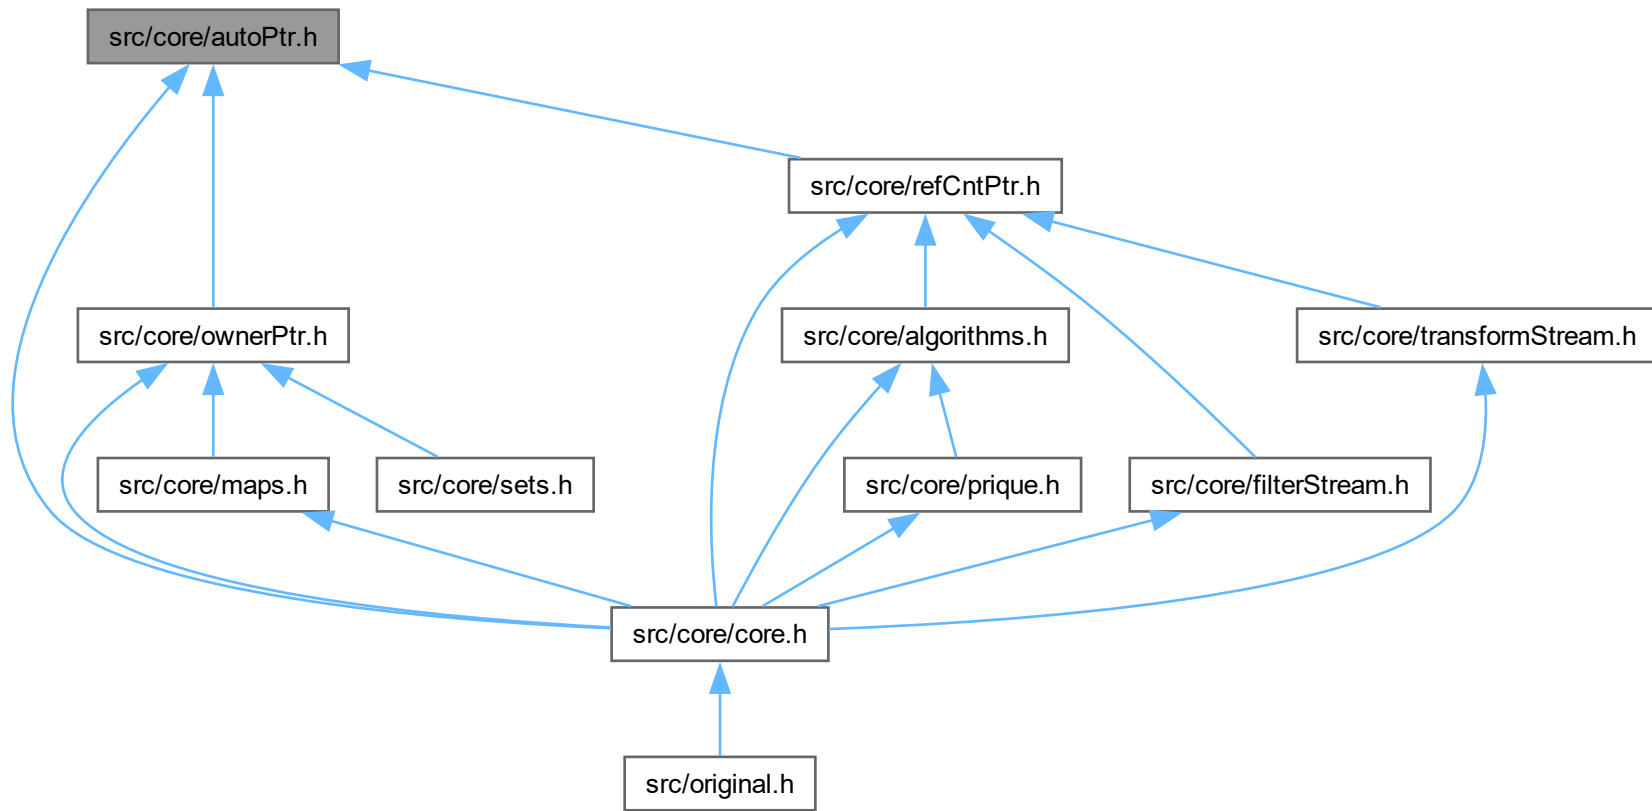 src/core/autoPtr.h
src/core/refCntPtr.h
src/core/ownerPtr.h
src/core/algorithms.h
src/core/transformStream.h
src/core/maps.h
src/core/sets.h
src/core/prique.h
src/core/filterStream.h
src/core/core.h
src/original.h